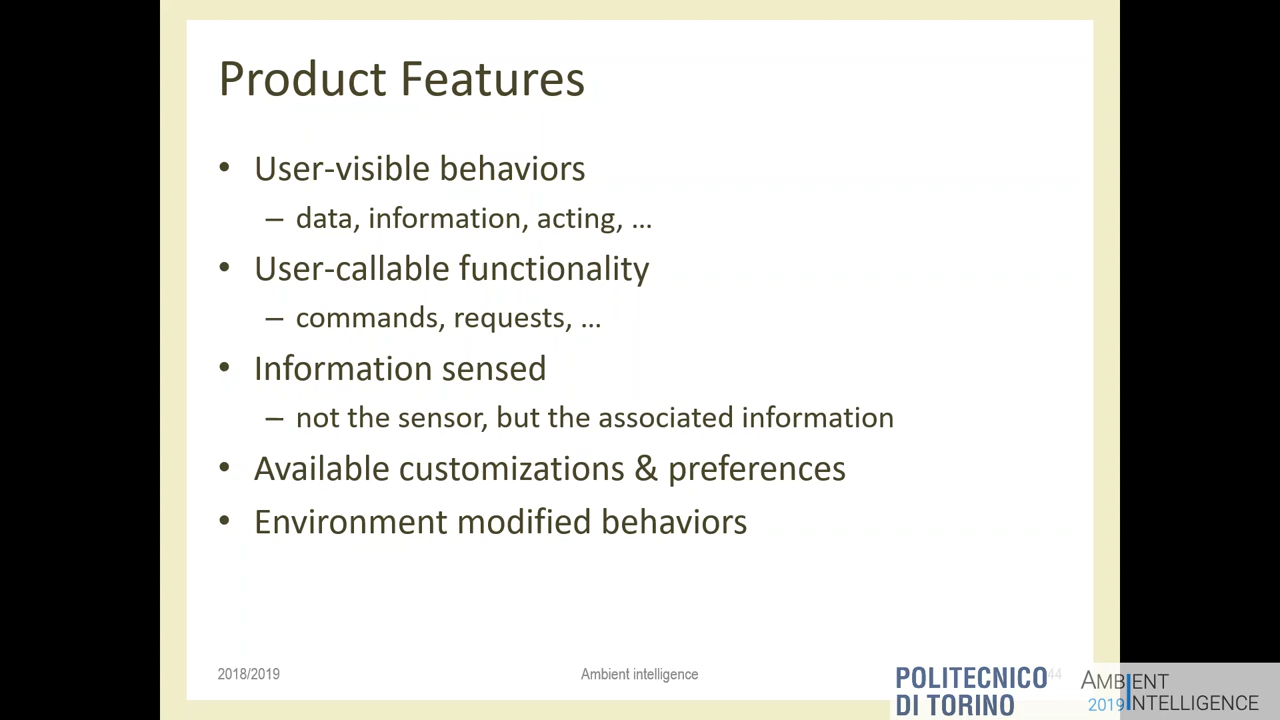 Product Features
• User-visible behaviors
– data, information, acting, …
• User-callable functionality
– commands, requests, …
• Information sensed
– not the sensor, but the associated information
• Available customizations & preferences
• Environment modified behaviors
2018/2019
Ambient intelligence
44
POLITECNICO
DI TORINO
AMBIENT
2019 INTELLIGENCE